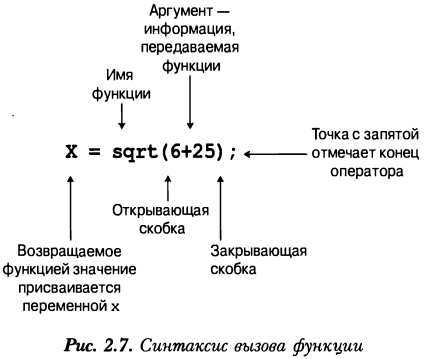 Аргумент —
информация,
передаваемая
функции
Имя
функции
X = sqrt(6+25);
Точка с запятой
отмечает конец
оператора
Открывающая
скобка
Возвращаемое
функцией значение
присваивается
переменной x
Закрывающая
скобка
Рис. 2.7. Синтаксис вызова функции